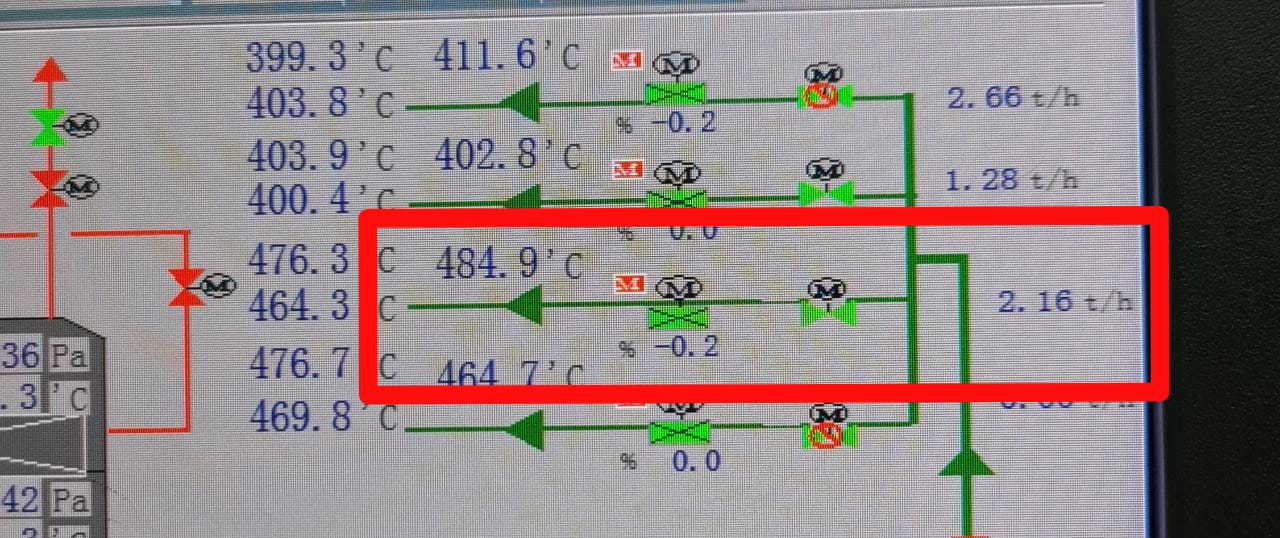 399.3'C 411.6'C M M M
403.8'C 2.66 t/h
% -0.2
403.9'C 402.8'C M M M
400.4'C 1.28 t/h
% 0.0
M
M
476.3 C 484.9'C M M M
M
464.3 C 2.16 t/h
% -0.2
36 Pa 476.7 C 464.7'C
.3'C
469.8'C M M
% 0.0
42 Pa